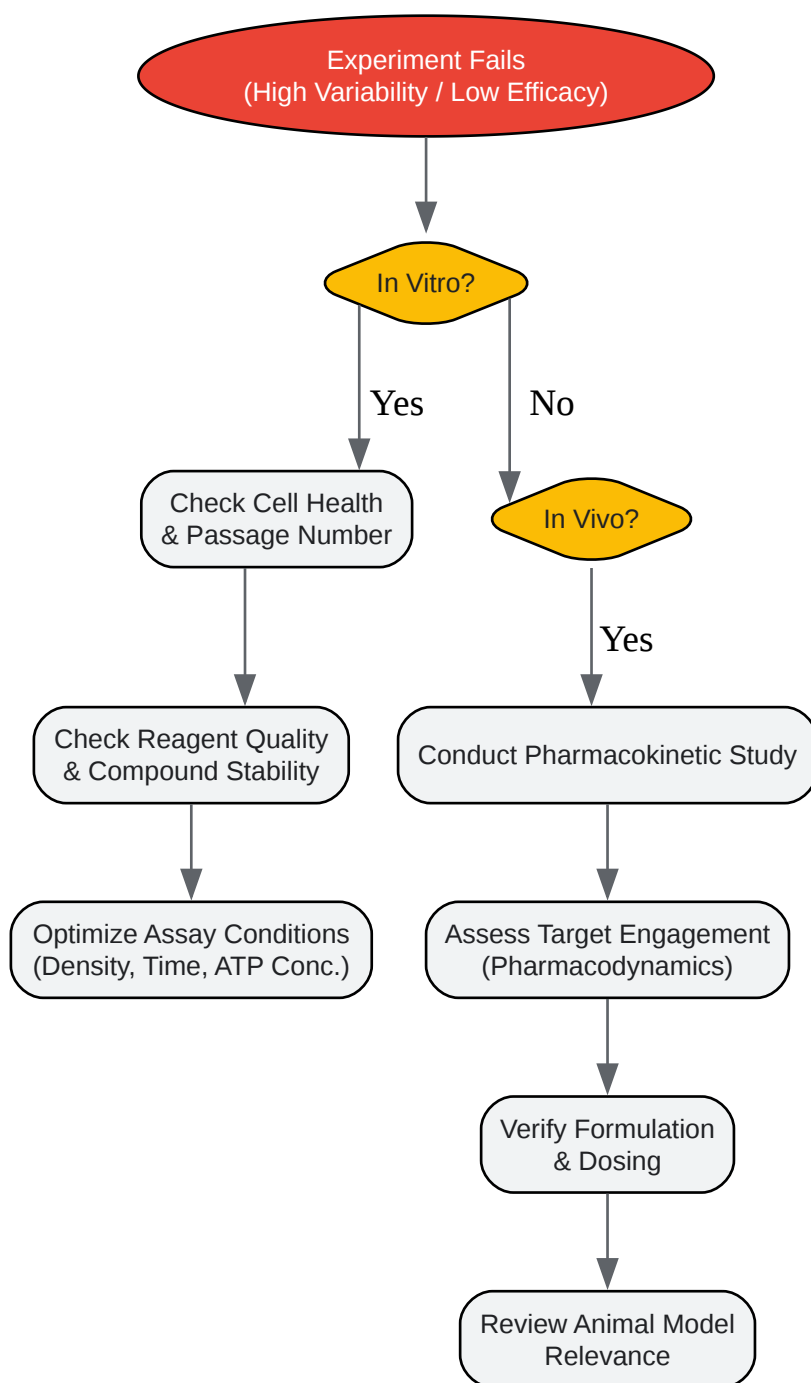 Experiment Fails
(High Variability / Low Efficacy)
In Vitro?
Yes
No
Check Cell Health
& Passage Number
In Vivo?
Yes
Check Reagent Quality
& Compound Stability
Conduct Pharmacokinetic Study
Optimize Assay Conditions
(Density, Time, ATP Conc.)
Assess Target Engagement
(Pharmacodynamics)
Verify Formulation
& Dosing
Review Animal Model
Relevance